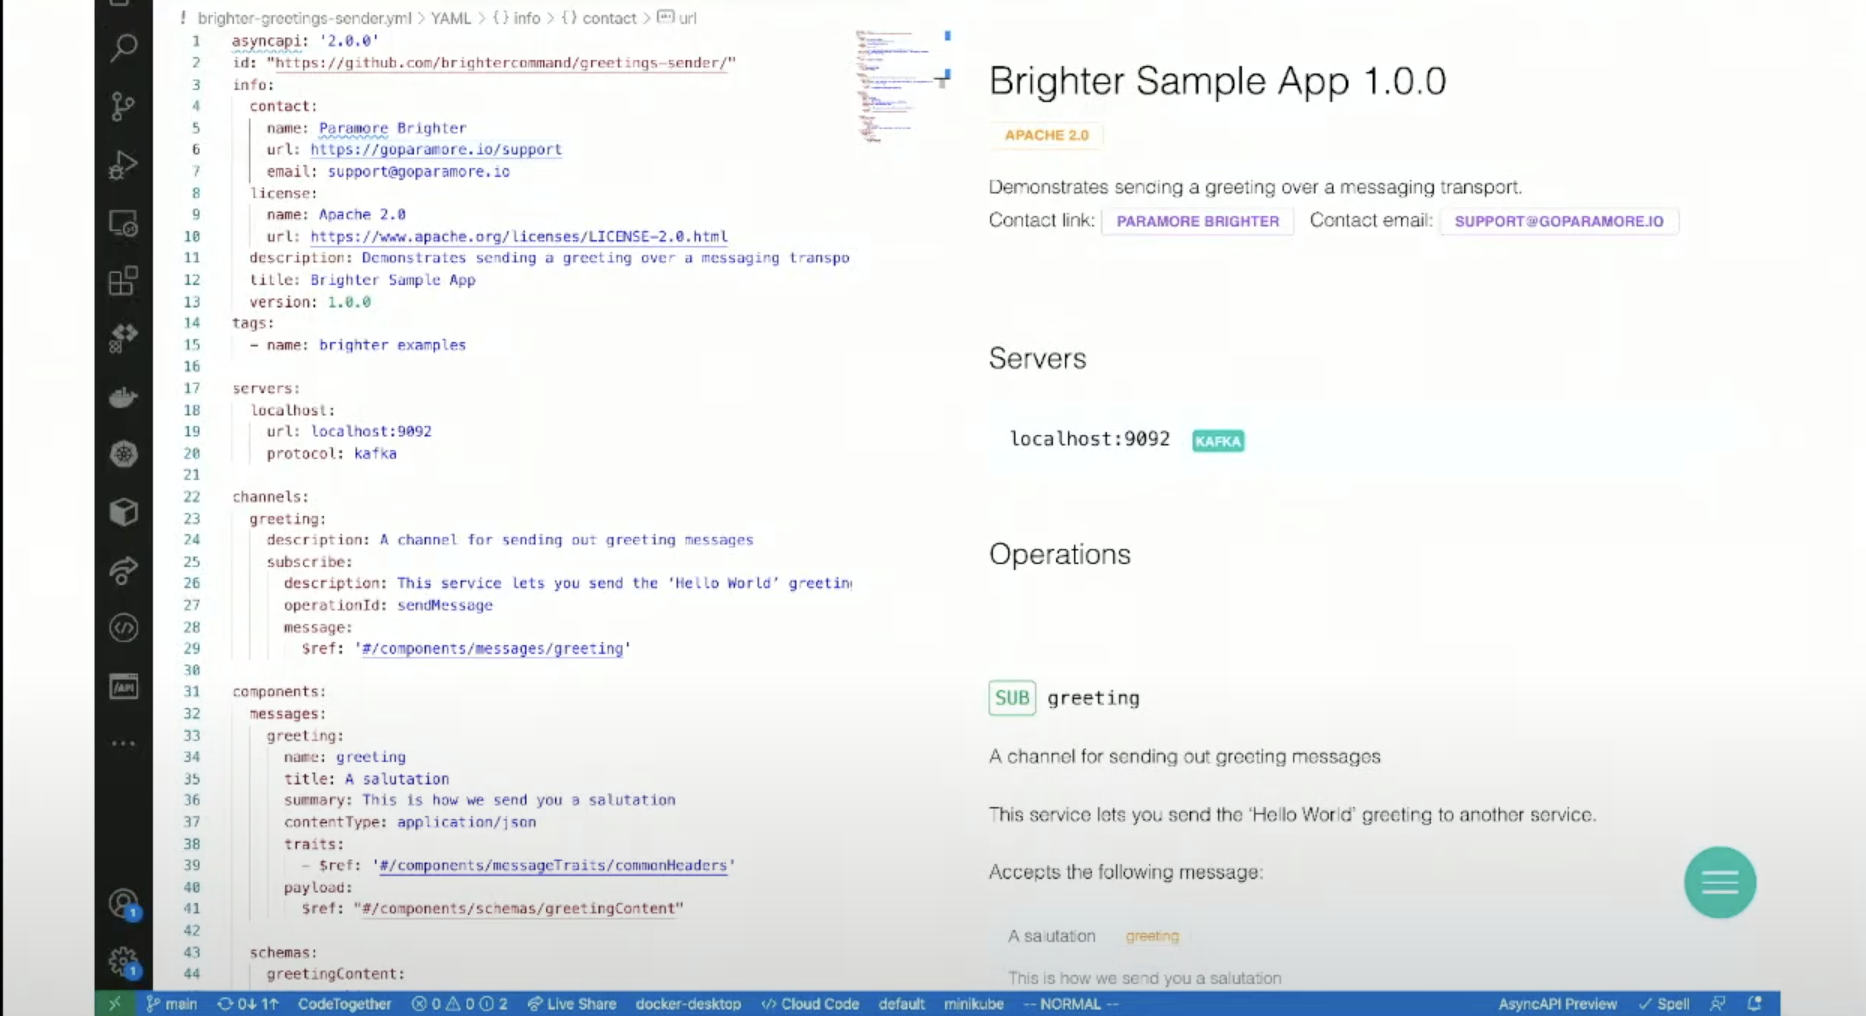 ! brighter-greetings-sender.yml > YAML > {} info > {} contact > url
1 asyncapi: '2.0.0'
2 id: "https://github.com/brightercommand/greetings-sender/"
3 info:
4 contact:
5 name: Paramore Brighter
6 url: https://goparamore.io/support
7 email: support@goparamore.io
8 license:
9 name: Apache 2.0
10 url: https://www.apache.org/licenses/LICENSE-2.0.html
11 description: Demonstrates sending a greeting over a messaging transpo
12 title: Brighter Sample App
13 version: 1.0.0
14 tags:
15 - name: brighter examples
16
17 servers:
18 localhost:
19 url: localhost:9092
20 protocol: kafka
21
22 channels:
23 greeting:
24 description: A channel for sending out greeting messages
25 subscribe:
26 description: This service lets you send the ‘Hello World’ greetin
27 operationId: sendMessage
28 message:
29 $ref: '#/components/messages/greeting'
30
31 components:
32 messages:
33 greeting:
34 name: greeting
35 title: A salutation
36 summary: This is how we send you a salutation
37 contentType: application/json
38 traits:
39 - $ref: '#/components/messageTraits/commonHeaders'
40 payload:
41 $ref: "#/components/schemas/greetingContent"
42
43 schemas:
44 greetingContent:
Brighter Sample App 1.0.0
APACHE 2.0
Demonstrates sending a greeting over a messaging transport.
Contact link: PARAMORE BRIGHTER Contact email: SUPPORT@GOPARAMORE.IO
Servers
localhost:9092 KAFKA
Operations
SUB greeting
A channel for sending out greeting messages
This service lets you send the ‘Hello World’ greeting to another service.
Accepts the following message:
A salutation greeting
This is how we send you a salutation
/API
1
1
main 0↓ 1↑ CodeTogether 0 0 2 Live Share docker-desktop Cloud Code default minikube -- NORMAL -- AsyncAPI Preview Spell